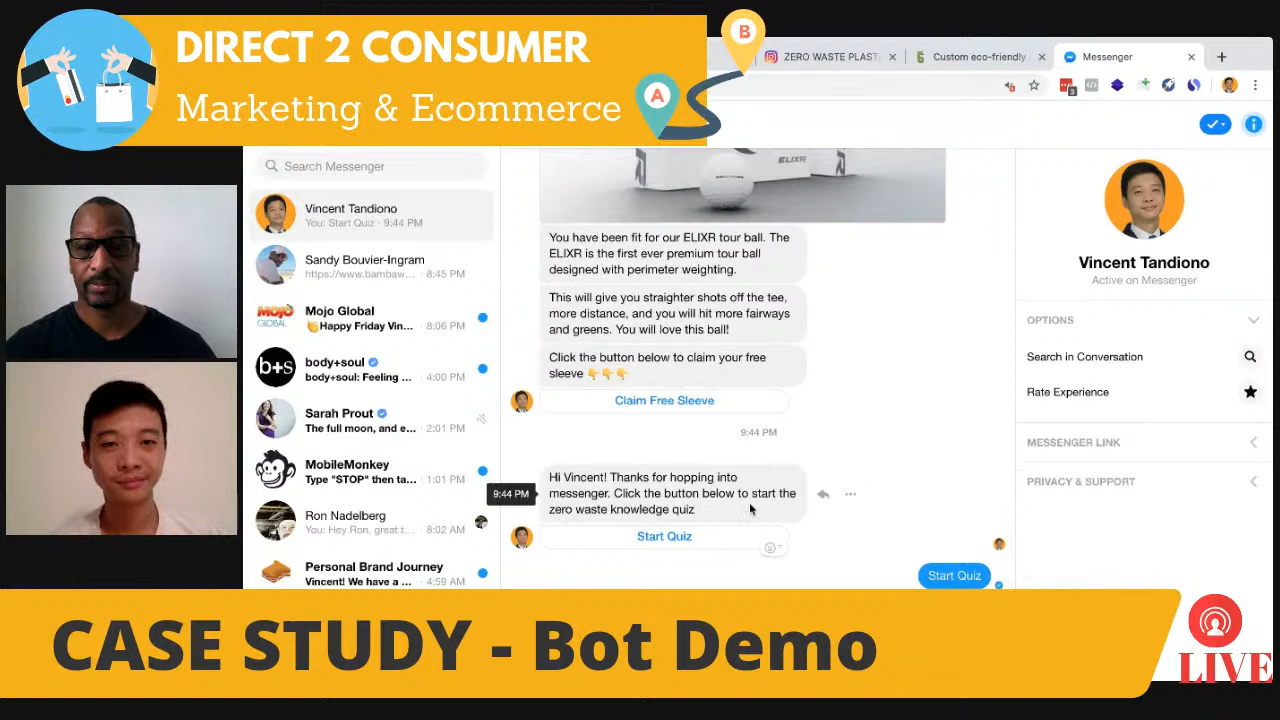 DIRECT 2 CONSUMER
Marketing & Ecommerce
A
B
ZERO WASTE PLAST
Custom eco-friendly
Messenger
3
Search Messenger
Vincent Tandiono
You: Start Quiz · 9:44 PM
Sandy Bouvier-Ingram
https://www.bambaw... · 8:45 PM
MOJO
GLOBAL
Mojo Global
Happy Friday Vin... · 8:06 PM
b+s
body+soul
body+soul: Feeling ... · 4:00 PM
Sarah Prout
The full moon, and e... · 2:01 PM
MobileMonkey
Type "STOP" then ta... · 1:01 PM
Ron Nadelberg
You: Hey Ron, great t... · 8:02 AM
Personal Brand Journey
Vincent! We have a ... · 4:59 AM
ELIXR
You have been fit for our ELIXR tour ball. The
ELIXR is the first ever premium tour ball
designed with perimeter weighting.
This will give you straighter shots off the tee,
more distance, and you will hit more fairways
and greens. You will love this ball!
Click the button below to claim your free
sleeve 👇👇👇
Claim Free Sleeve
9:44 PM
9:44 PM
Hi Vincent! Thanks for hopping into
messenger. Click the button below to start the
zero waste knowledge quiz
Start Quiz
Start Quiz
Vincent Tandiono
Active on Messenger
OPTIONS
Search in Conversation
Rate Experience
MESSENGER LINK
PRIVACY & SUPPORT
CASE STUDY - Bot Demo
LIVE